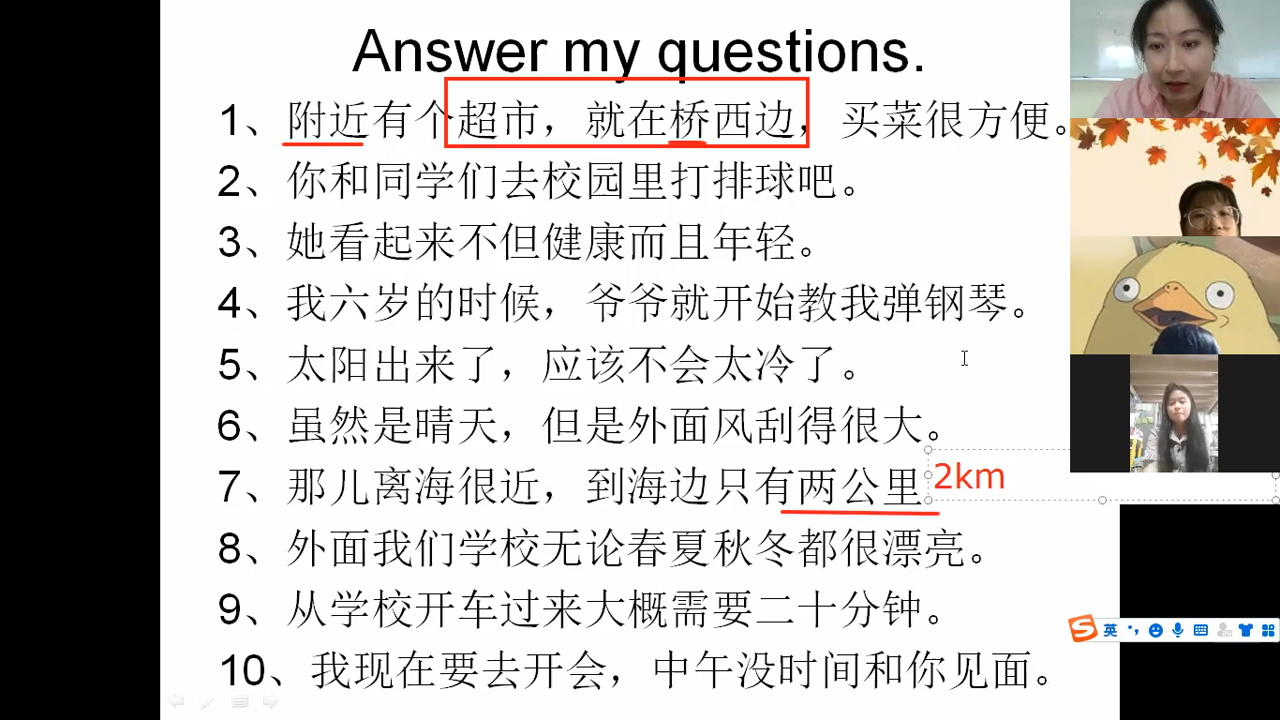 Answer my questions.
1、附近有个超市，就在桥西边，买菜很方便。
2、你和同学们去校园里打排球吧。
3、她看起来不但健康而且年轻。
4、我六岁的时候，爷爷就开始教我弹钢琴。
5、太阳出来了，应该不会太冷了。
6、虽然是晴天，但是外面风刮得很大。
7、那儿离海很近，到海边只有两公里 2km
8、外面我们学校无论春夏秋冬都很漂亮。
9、从学校开车过来大概需要二十分钟。
10、我现在要去开会，中午没时间和你见面。
英